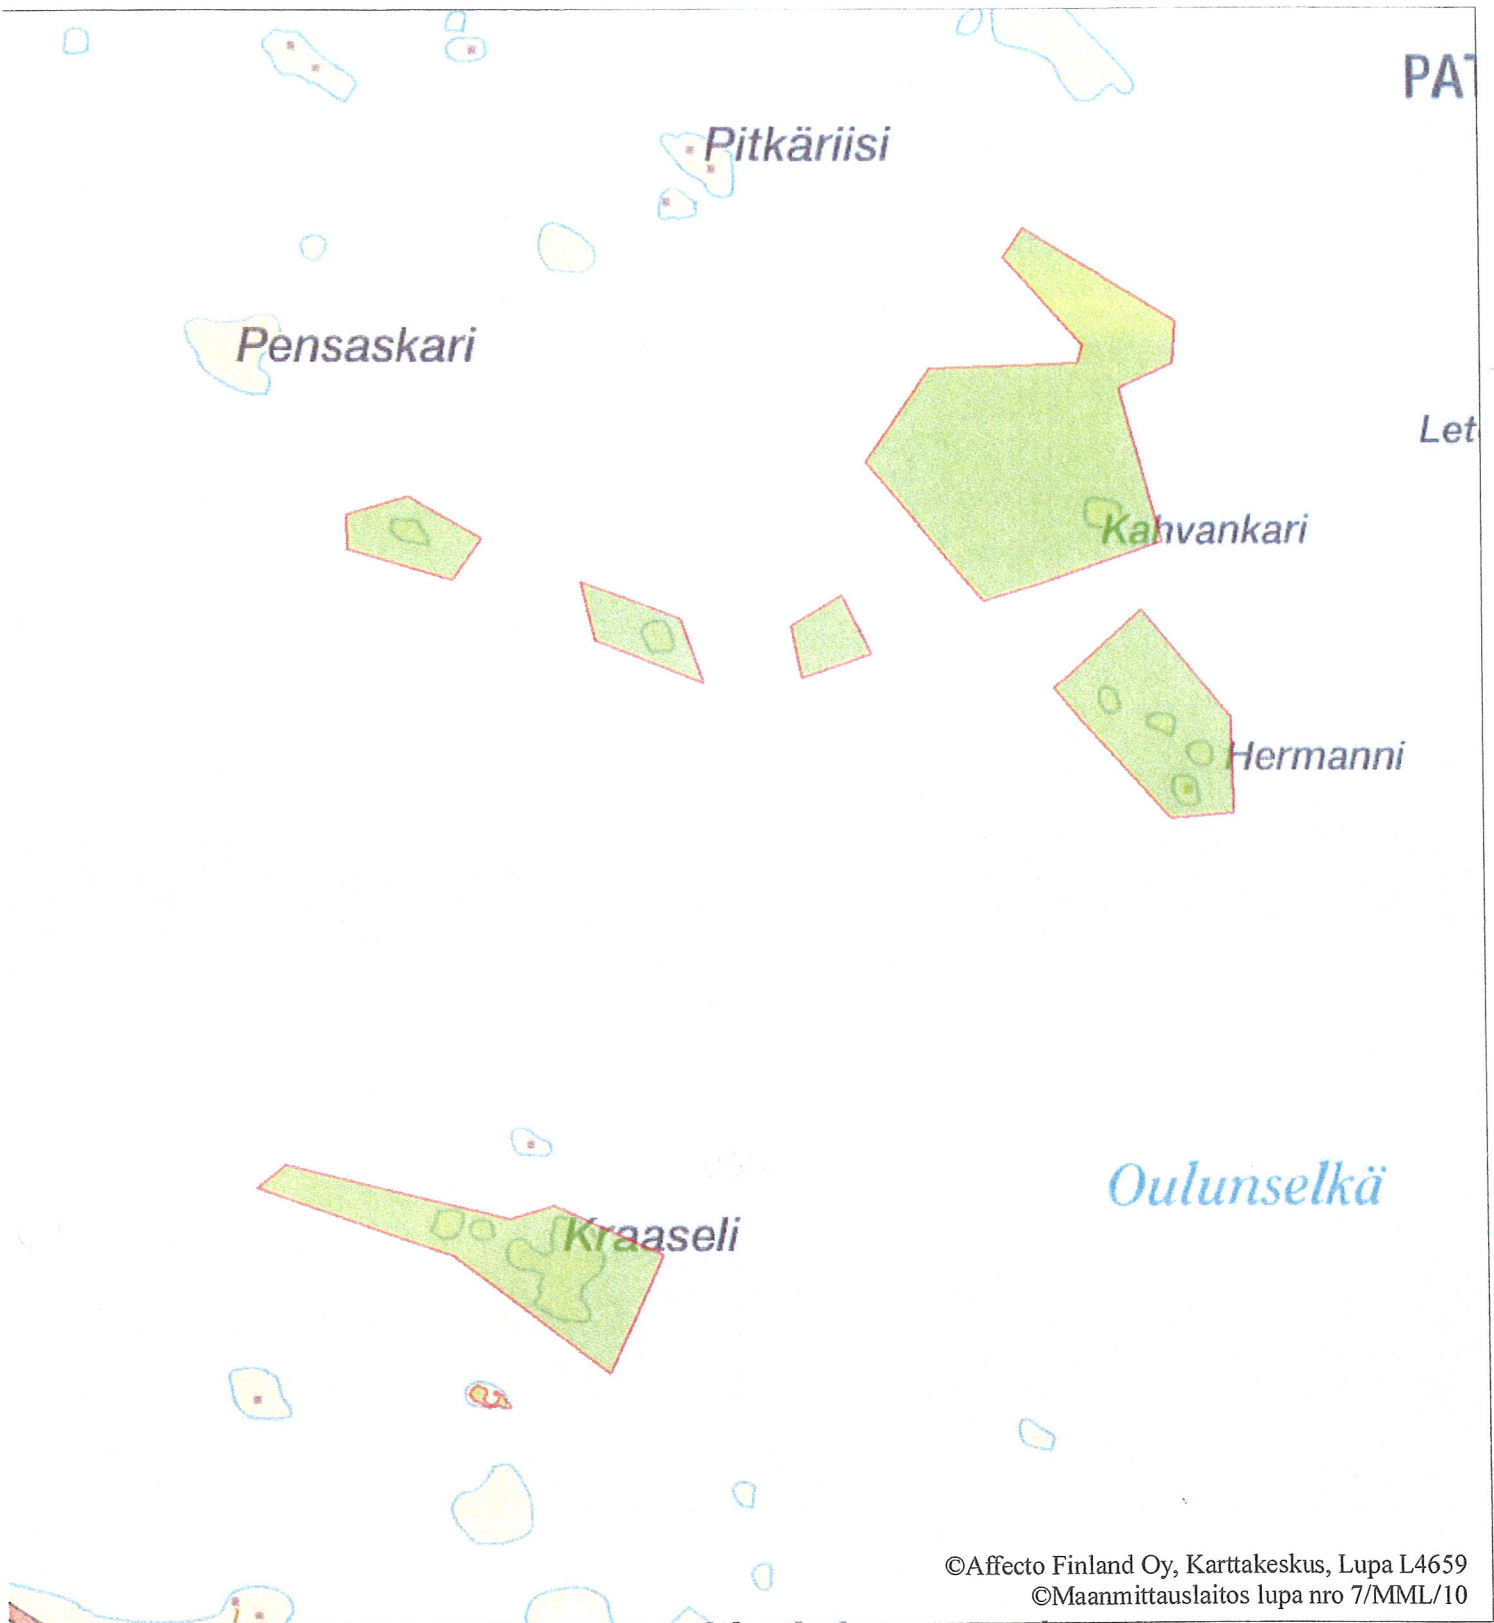 PAT
Pitkäriisi
Pensaskari
Let
Kahvankari
Hermanni
Oulunselkä
Kraaseli
©Affecto Finland Oy, Karttakeskus, Lupa L4659
©Maanmittauslaitos lupa nro 7/MML/10